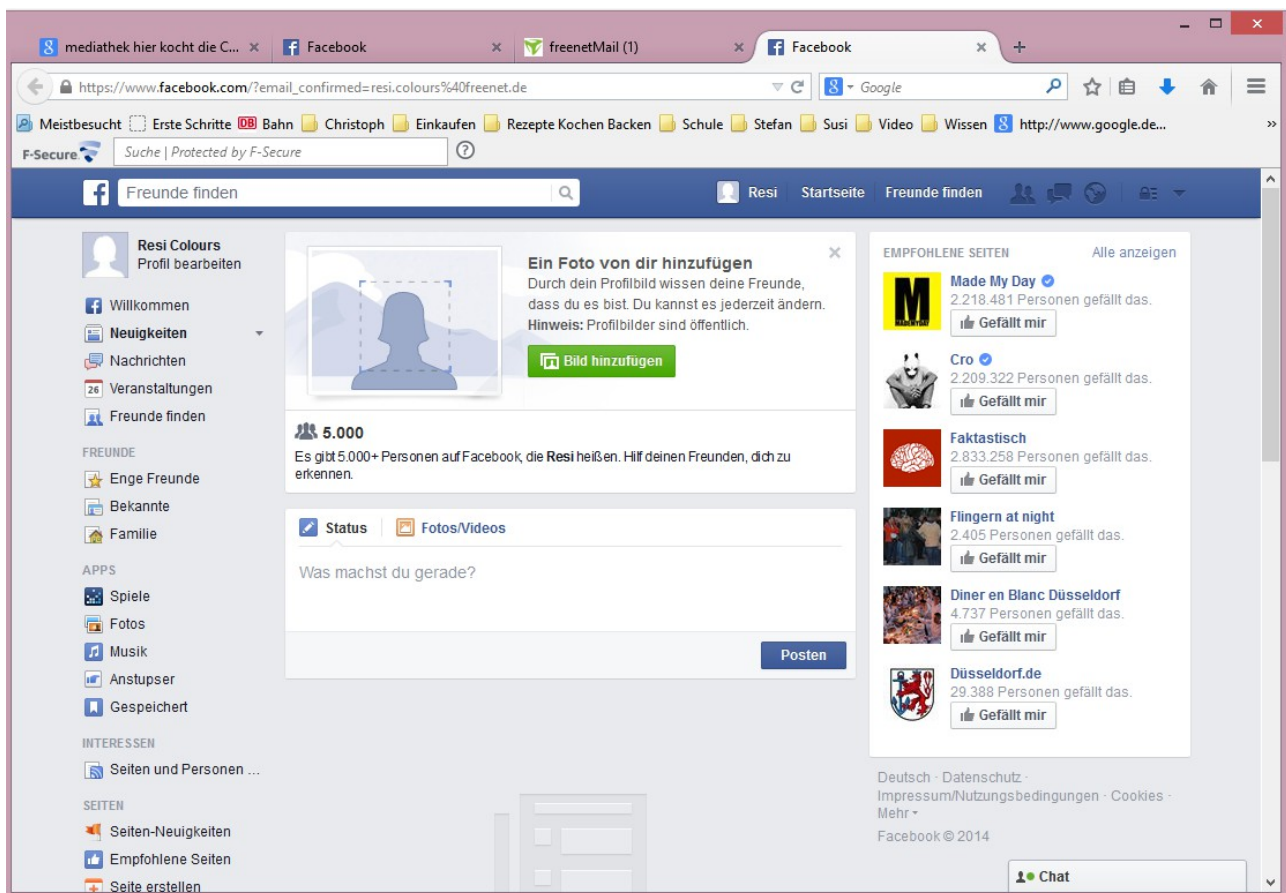 mediathek hier kocht die C...
Facebook
freenetMail (1)
Facebook
https://www.facebook.com/?email_confirmed=resi.colours%40freenet.de
Google
Meistbesucht Erste Schritte DB Bahn Christoph Einkaufen Rezepte Kochen Backen Schule Stefan Susi Video Wissen http://www.google.de...
F-Secure. Suche | Protected by F-Secure
Freunde finden
Resi Startseite Freunde finden
Resi Colours
Profil bearbeiten
Willkommen
Neuigkeiten
Nachrichten
26 Veranstaltungen
Freunde finden
FREUNDE
Enge Freunde
Bekannte
Familie
APPS
Spiele
Fotos
Musik
Anstupser
Gespeichert
INTERESSEN
Seiten und Personen ...
SEITEN
Seiten-Neuigkeiten
Empfohlene Seiten
Seite erstellen
Ein Foto von dir hinzufügen
Durch dein Profilbild wissen deine Freunde,
dass du es bist. Du kannst es jederzeit ändern.
Hinweis: Profilbilder sind öffentlich.
Bild hinzufügen
5.000
Es gibt 5.000+ Personen auf Facebook, die Resi heißen. Hilf deinen Freunden, dich zu
erkennen.
Status Fotos/Videos
Was machst du gerade?
Posten
EMPFOHLENE SEITEN Alle anzeigen
Made My Day
2.218.481 Personen gefällt das.
Gefällt mir
M
MADEMYDAY
Cro
2.209.322 Personen gefällt das.
Gefällt mir
Faktastisch
2.833.258 Personen gefällt das.
Gefällt mir
Flingern at night
2.405 Personen gefällt das.
Gefällt mir
Diner en Blanc Düsseldorf
4.737 Personen gefällt das.
Gefällt mir
Düsseldorf.de
29.388 Personen gefällt das.
Gefällt mir
Deutsch · Datenschutz ·
Impressum/Nutzungsbedingungen · Cookies ·
Mehr
Facebook © 2014
Chat